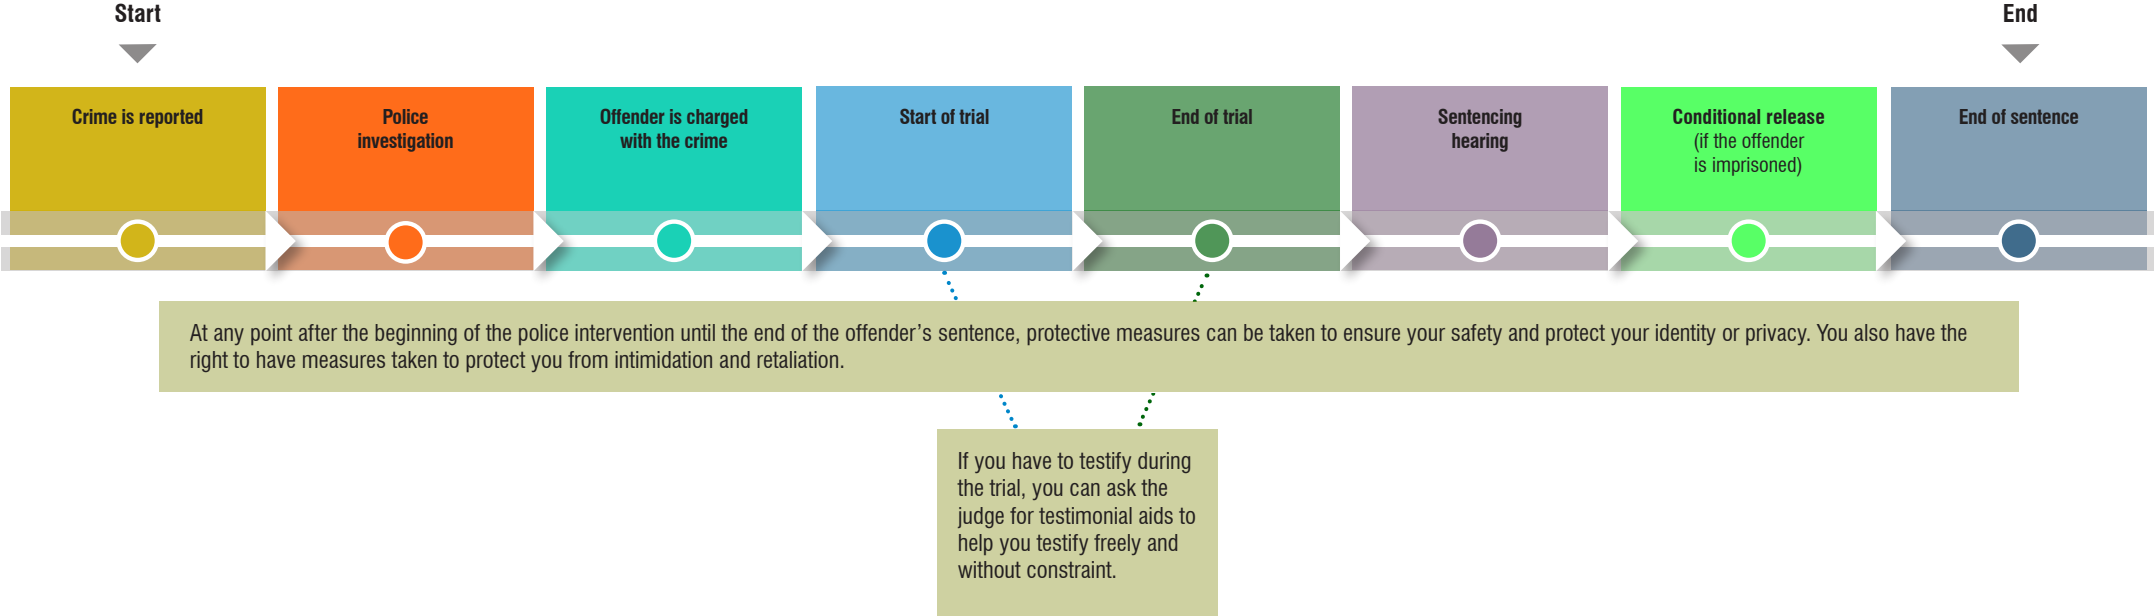 Start
End
Crime is reported
Police
investigation
Offender is charged
with the crime
Start of trial
End of trial
Sentencing
hearing
Conditional release
(if the offender
is imprisoned)
End of sentence
At any point after the beginning of the police intervention until the end of the offender’s sentence, protective measures can be taken to ensure your safety and protect your identity or privacy. You also have the
right to have measures taken to protect you from intimidation and retaliation.
If you have to testify during
the trial, you can ask the
judge for testimonial aids to
help you testify freely and
without constraint.